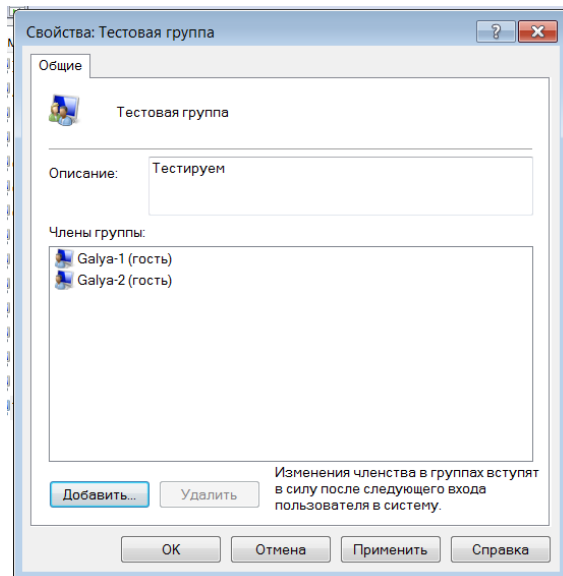 Свойства: Тестовая группа
Общие
Тестовая группа
Описание:
Тестируем
Члены группы:
Galya-1 (гость)
Galya-2 (гость)
Добавить...
Удалить
Изменения членства в группах вступят
в силу после следующего входа
пользователя в систему.
ОК
Отмена
Применить
Справка